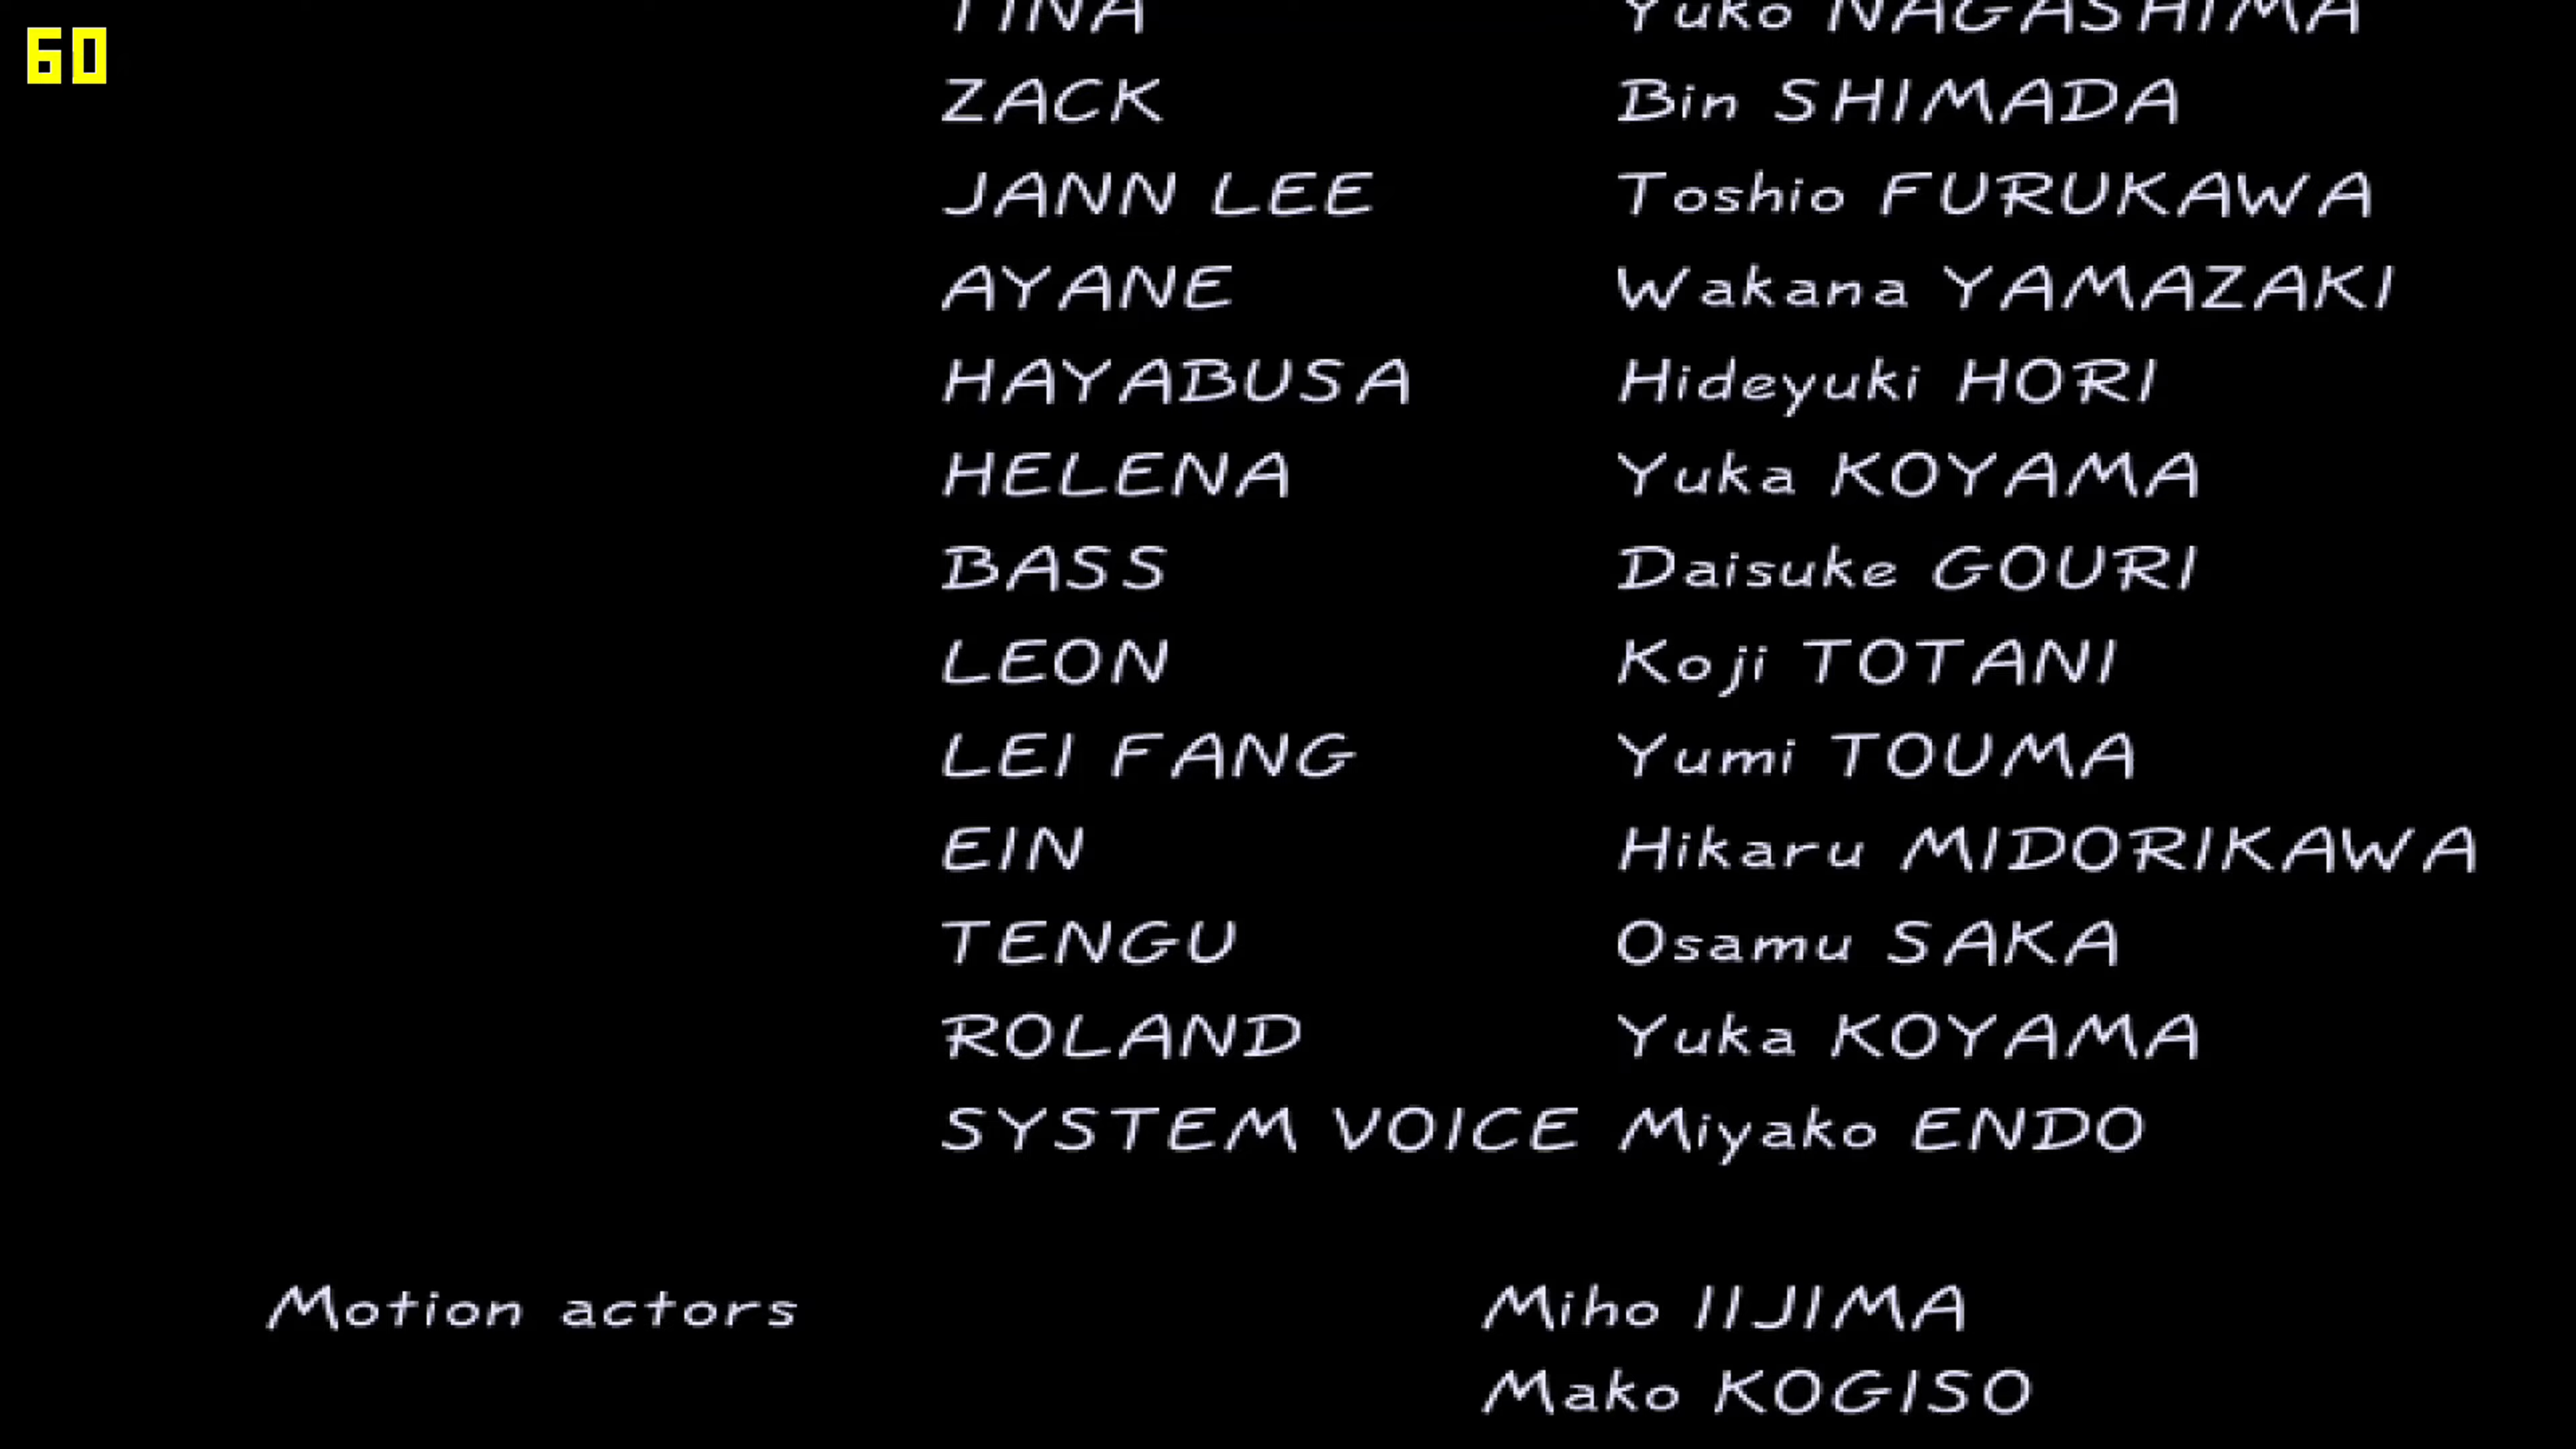 60
TINA Yuko NAGASHIMA
ZACK Bin SHIMADA
JANN LEE Toshio FURUKAWA
AYANE Wakana YAMAZAKI
HAYABUSA Hideyuki HORI
HELENA Yuka KOYAMA
BASS Daisuke GOURI
LEON Koji TOTANI
LEI FANG Yumi TOUMA
EIN Hikaru MIDORIKAWA
TENGU Osamu SAKA
ROLAND Yuka KOYAMA
SYSTEM VOICE Miyako ENDO
Motion actors Miho IIJIMA
Mako KOGISO